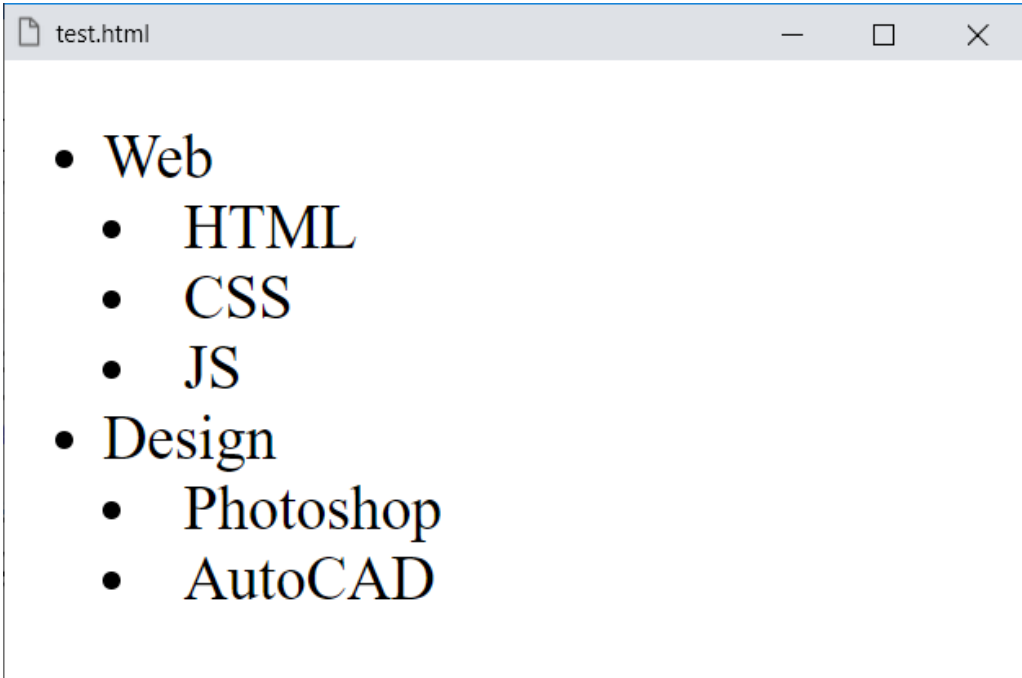 test.html
• Web
• HTML
• CSS
• JS
• Design
• Photoshop
• AutoCAD